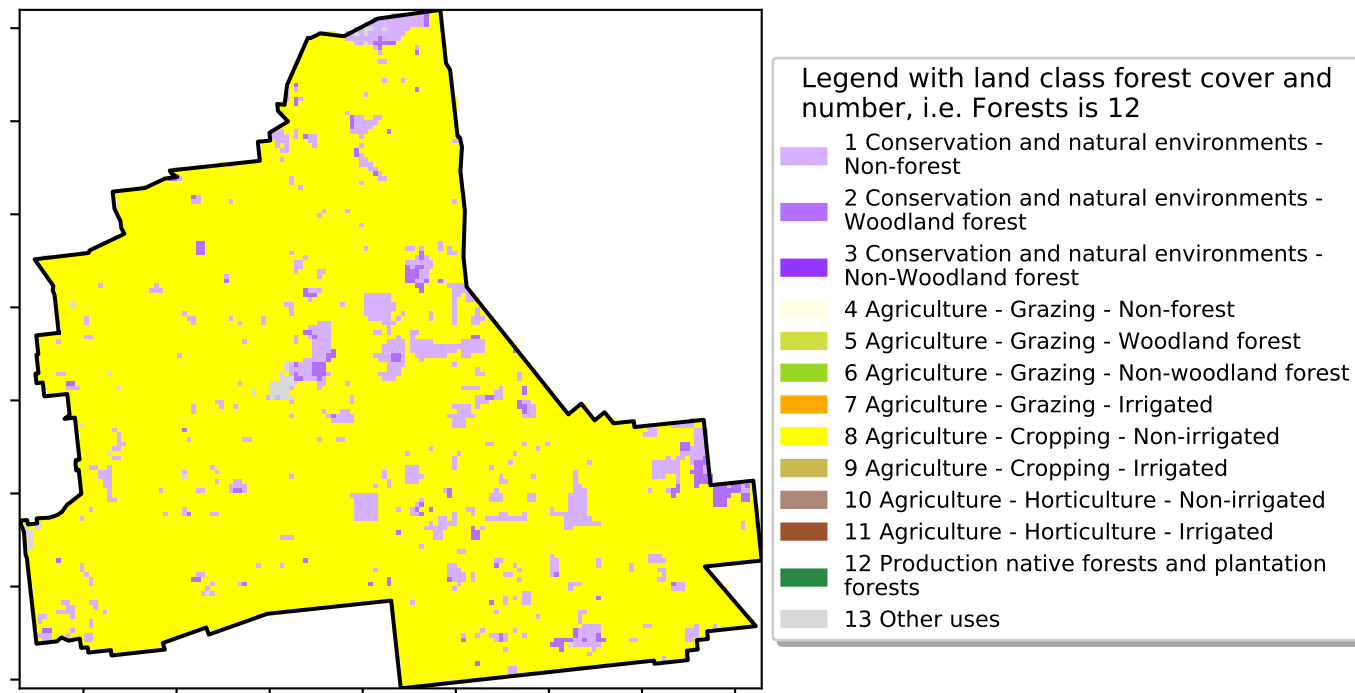 Legend with land class forest cover and
number, i.e. Forests is 12
1 Conservation and natural environments -
Non-forest
2 Conservation and natural environments -
Woodland forest
3 Conservation and natural environments -
Non-Woodland forest
4 Agriculture - Grazing - Non-forest
5 Agriculture - Grazing - Woodland forest
6 Agriculture - Grazing - Non-woodland forest
7 Agriculture - Grazing - Irrigated
8 Agriculture - Cropping - Non-irrigated
9 Agriculture - Cropping - Irrigated
10 Agriculture - Horticulture - Non-irrigated
11 Agriculture - Horticulture - Irrigated
12 Production native forests and plantation
forests
13 Other uses